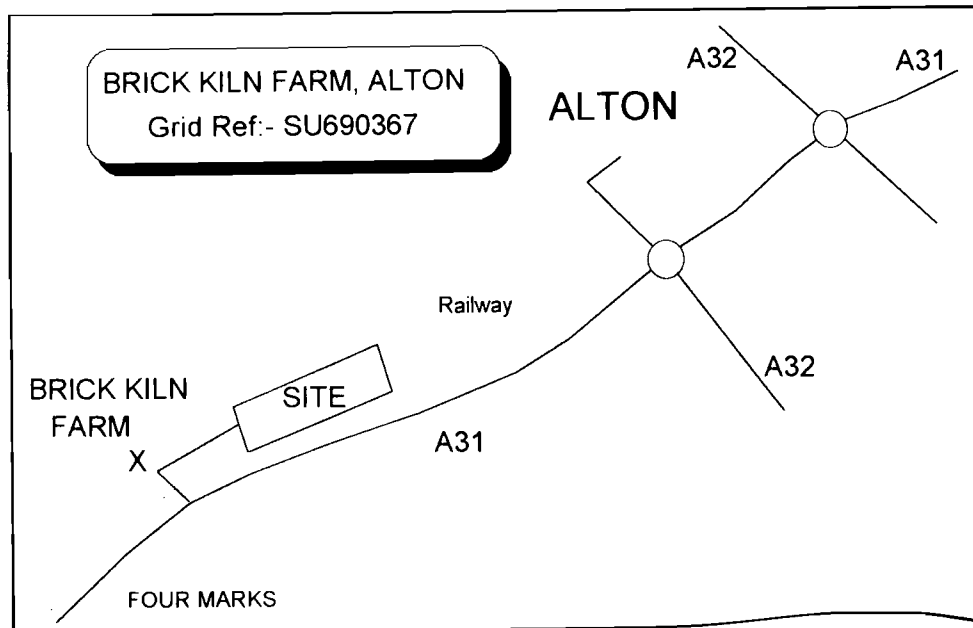 BRICK KILN FARM, ALTON
Grid Ref:- SU690367
A32
A31
ALTON
Railway
BRICK KILN
FARM
X
SITE
A32
A31
FOUR MARKS